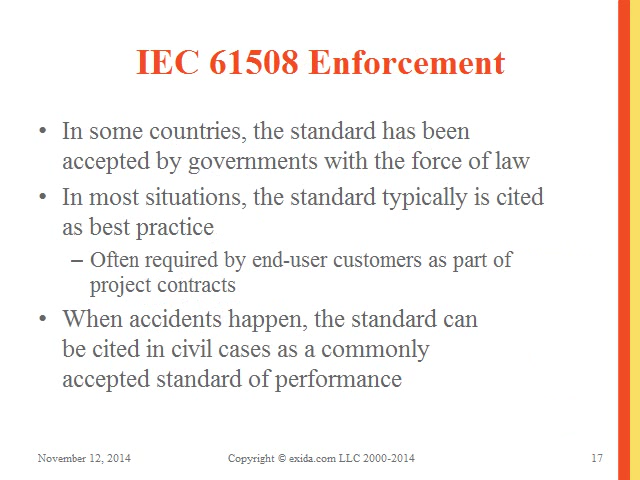 IEC 61508 Enforcement
• In some countries, the standard has been
accepted by governments with the force of law
• In most situations, the standard typically is cited
as best practice
– Often required by end-user customers as part of
project contracts
• When accidents happen, the standard can
be cited in civil cases as a commonly
accepted standard of performance
November 12, 2014 Copyright © exida.com LLC 2000-2014 17